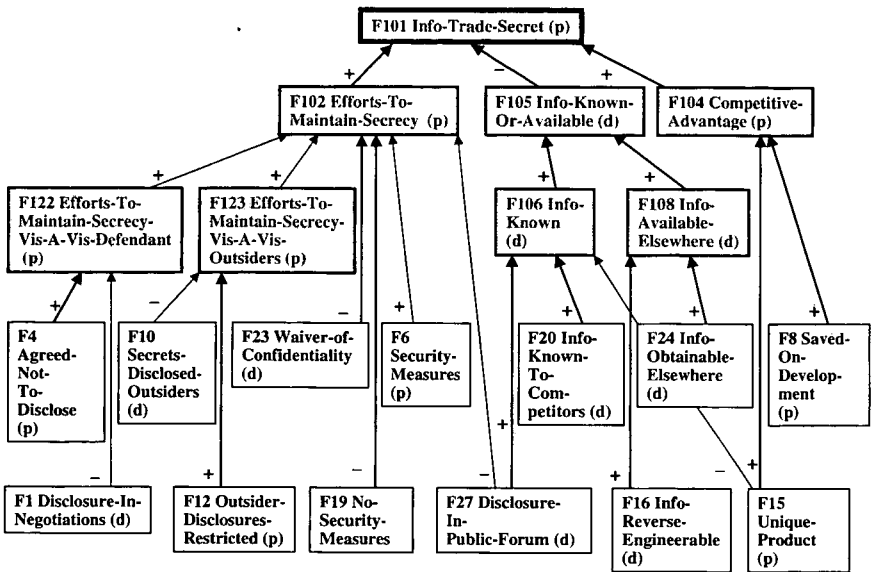 F101 Info-Trade-Secret (p)
+
–
+
F102 Efforts-To-
Maintain-Secrecy (p)
F105 Info-Known-
Or-Available (d)
F104 Competitive-
Advantage (p)
+
+
+
+
F122 Efforts-To-
Maintain-Secrecy-
Vis-A-Vis-Defendant
(p)
F123 Efforts-To-
Maintain-Secrecy-
Vis-A-Vis-
Outsiders (p)
F106 Info-
Known
(d)
F108 Info-
Available-
Elsewhere (d)
+
–
–
+
+
+
+
F4
Agreed-
Not-
To-
Disclose
(p)
F10
Secrets-
Disclosed-
Outsiders (d)
F23 Waiver-of-
Confidentiality
(d)
F6
Security-
Measures
(p)
F20 Info-
Known-
To-
Com-
petitors (d)
F24 Info-
Obtainable-
Elsewhere
(d)
F8 Saved-
On-
Develop-
ment
(p)
–
+
–
–
+
+
–
+
F1 Disclosure-In-
Negotiations (d)
F12 Outsider-
Disclosures-
Restricted (p)
F19 No-
Security-
Measures
F27 Disclosure-
In-
Public-Forum (d)
F16 Info-
Reverse-
Engineerable
(d)
F15
Unique-
Product
(p)